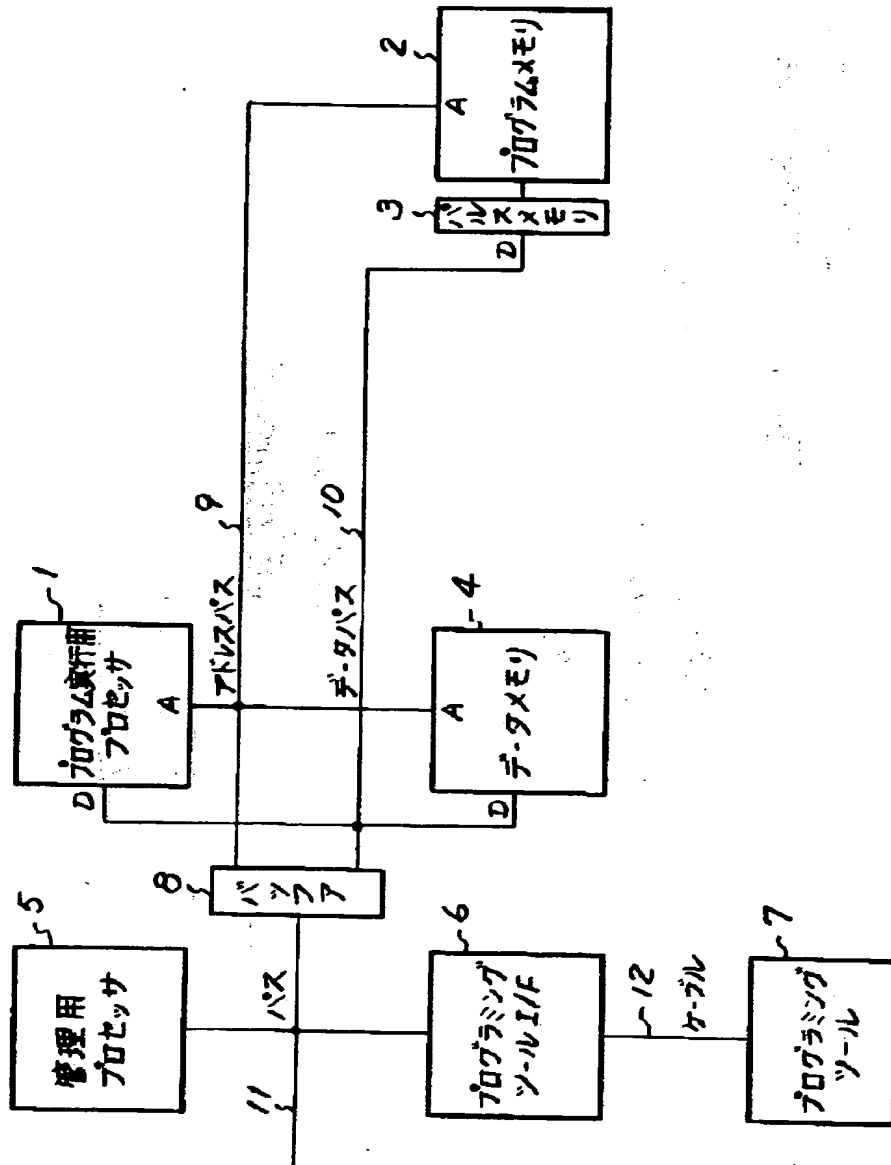 5
管理用
プロセッサ
1
プログラム実行用
プロセッサ
D
A
11
バス
8
バッファ
アドレスバス
9
データバス
10
6
プログラミング
ツールI/F
4
A
D
データメモリ
3
パルスメモリ
D
2
A
プログラムメモリ
12
ケーブル
7
プログラミング
ツール